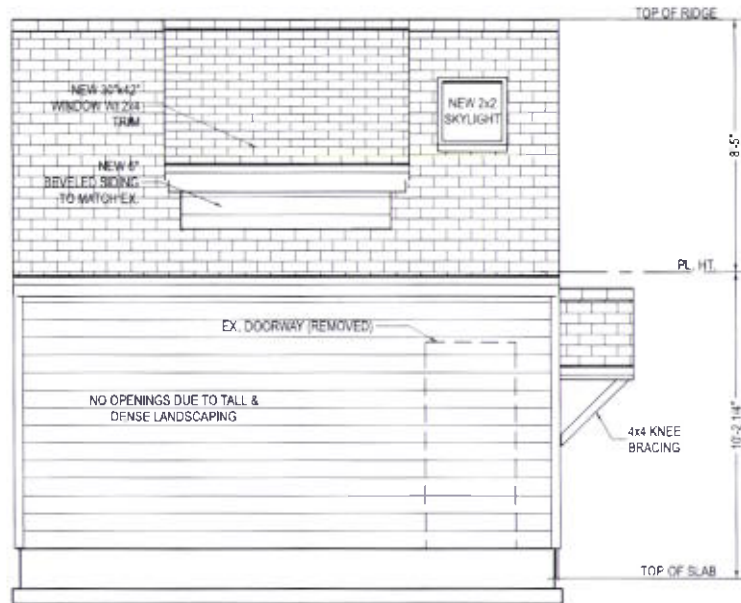 TOP OF RIDGE
NEW 30"x42"
WINDOW W/ 2x4
TRIM
NEW 2x2
SKYLIGHT
8'-5"
NEW 6"
BEVELED SIDING
TO MATCH EX.
PL. HT.
EX. DOORWAY (REMOVED)
NO OPENINGS DUE TO TALL &
DENSE LANDSCAPING
4x4 KNEE
BRACING
10'-2 1/4"
TOP OF SLAB